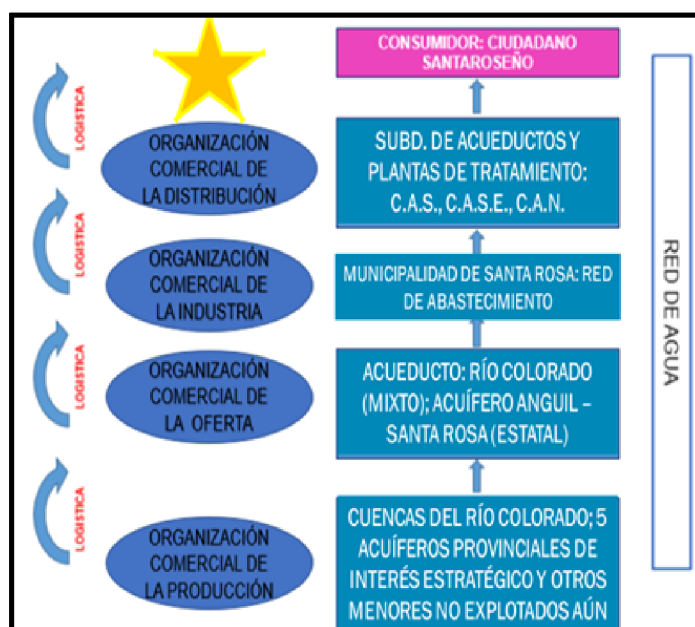 CONSUMIDOR: CIUDADANO
SANTAROSEÑO
LOGISTICA
ORGANIZACIÓN
COMERCIAL DE
LA DISTRIBUCIÓN
SUBD. DE ACUEDUCTOS Y
PLANTAS DE TRATAMIENTO:
C.A.S., C.A.S.E., C.A.N.
LOGISTICA
ORGANIZACIÓN
COMERCIAL DE
LA INDUSTRIA
MUNICIPALIDAD DE SANTA ROSA: RED
DE ABASTECIMIENTO
LOGISTICA
ORGANIZACIÓN
COMERCIAL DE
LA OFERTA
ACUEDUCTO: RÍO COLORADO
(MIXTO); ACUÍFERO ANGUIL –
SANTA ROSA (ESTATAL)
LOGISTICA
ORGANIZACIÓN
COMERCIAL DE
LA PRODUCCIÓN
CUENCAS DEL RÍO COLORADO; 5
ACUÍFEROS PROVINCIALES DE
INTERÉS ESTRATÉGICO Y OTROS
MENORES NO EXPLOTADOS AÚN
RED DE AGUA